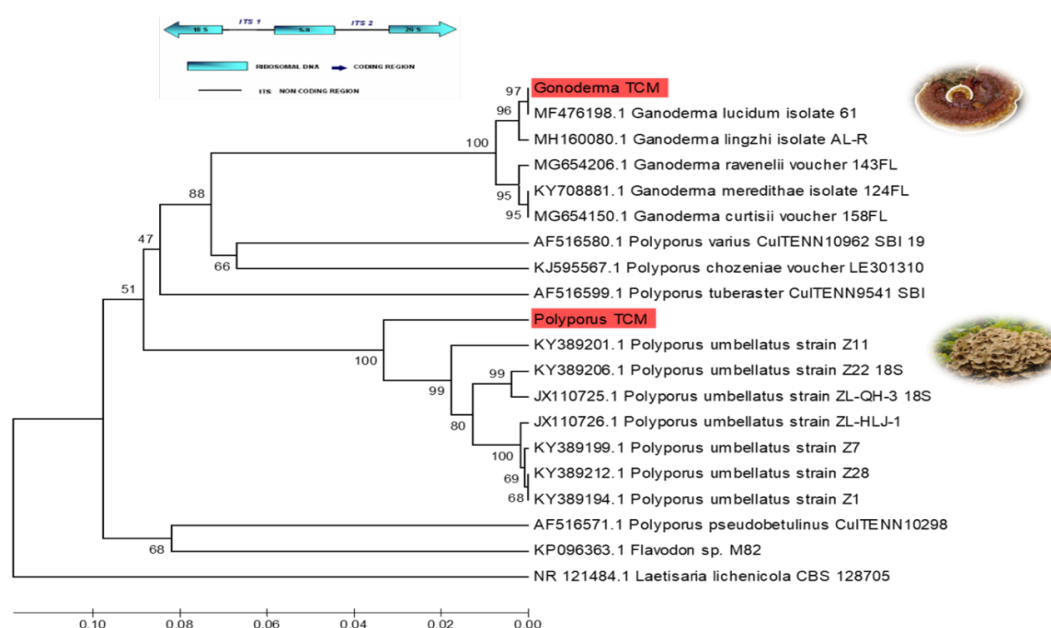 ITS 1 ITS 2
18 S 5.8 26 S
RIBOSOMAL DNA CODING REGION
ITS NON CODING REGION
Gonoderma TCM
97
MF476198.1 Ganoderma lucidum isolate 61
96
MH160080.1 Ganoderma lingzhi isolate AL-R
100
MG654206.1 Ganoderma ravenelii voucher 143FL
KY708881.1 Ganoderma meredithae isolate 124FL
88 95
MG654150.1 Ganoderma curtisii voucher 158FL
95
AF516580.1 Polyporus varius CulTENN10962 SBI 19
47
KJ595567.1 Polyporus chozeniae voucher LE301310
66
AF516599.1 Polyporus tuberaster CulTENN9541 SBI
51
Polyporus TCM
KY389201.1 Polyporus umbellatus strain Z11
100
KY389206.1 Polyporus umbellatus strain Z22 18S
99
99
JX110725.1 Polyporus umbellatus strain ZL-QH-3 18S
JX110726.1 Polyporus umbellatus strain ZL-HLJ-1
80
KY389199.1 Polyporus umbellatus strain Z7
100
KY389212.1 Polyporus umbellatus strain Z28
69
KY389194.1 Polyporus umbellatus strain Z1
68
AF516571.1 Polyporus pseudobetulinus CulTENN10298
KP096363.1 Flavodon sp. M82
68
NR 121484.1 Laetisaria lichenicola CBS 128705
0.10 0.08 0.06 0.04 0.02 0.00